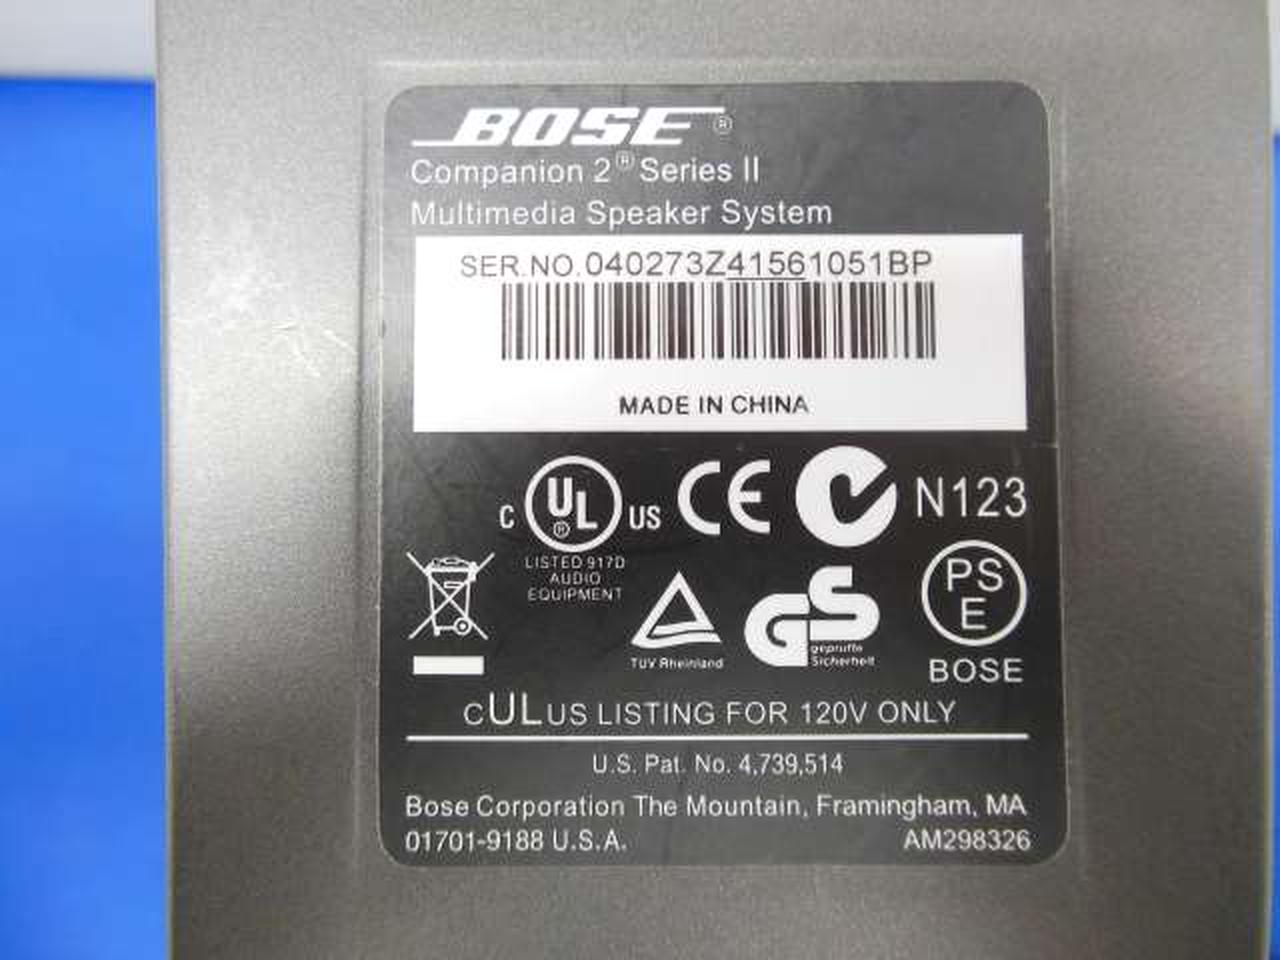 BOSE®
Companion 2® Series II
Multimedia Speaker System
SER.NO.040273Z41561051BP
MADE IN CHINA
C UL® US CE N123
LISTED 917D
AUDIO
EQUIPMENT
TUV Rheinland
GS
geprufte
Sicherheit
PS
E
BOSE
CULUS LISTING FOR 120V ONLY
U.S. Pat. No. 4,739,514
Bose Corporation The Mountain, Framingham, MA
01701-9188 U.S.A. AM298326